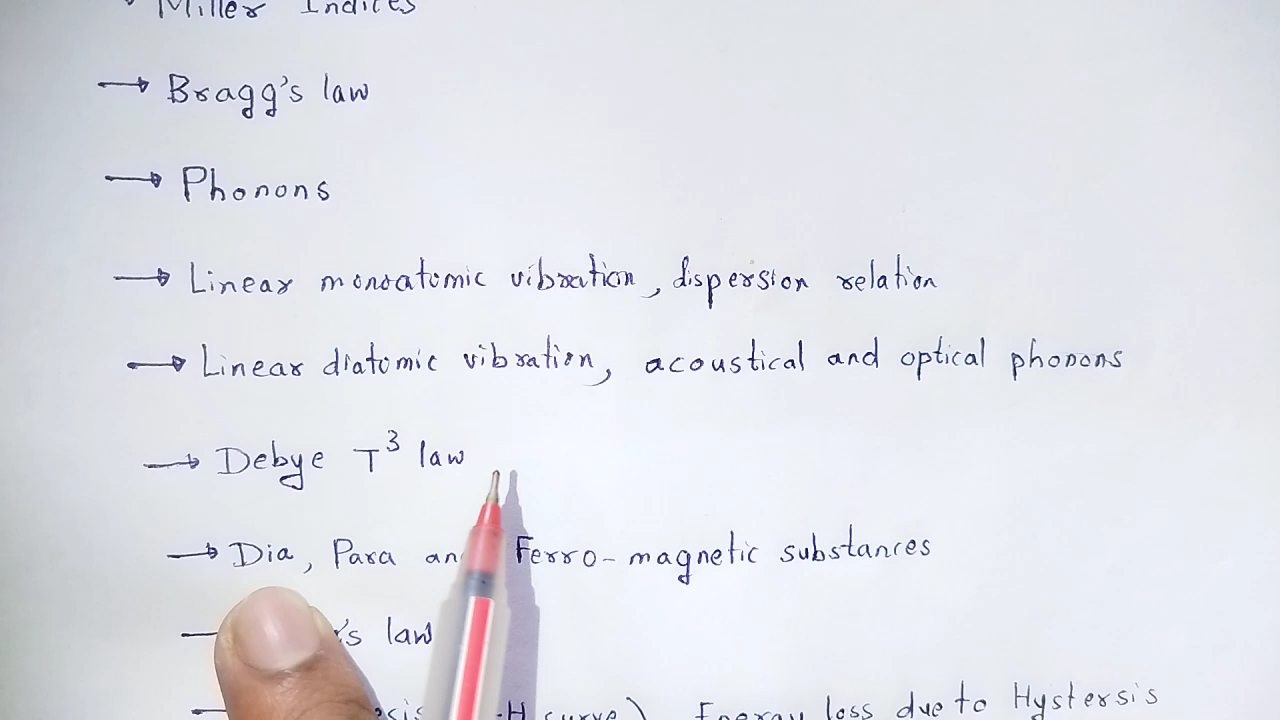 Miller Indices
→ Bragg's law
→ Phonons
→ Linear monoatomic vibration, dispersion relation
→ Linear diatomic vibration, acoustical and optical phonons
→ Debye T³ law
→ Dia, Para an Ferro-magnetic substances
's law
-H curve) Energy loss due to Hystersis